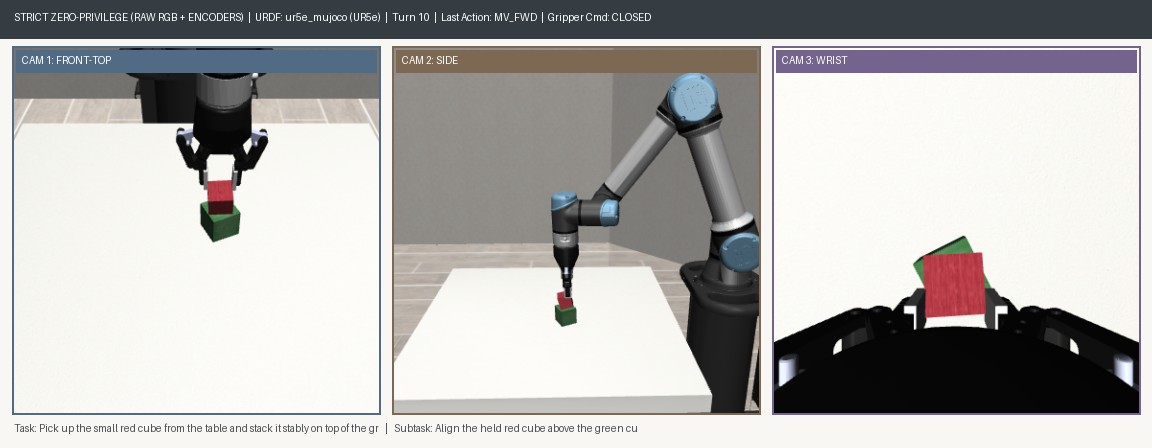 STRICT ZERO-PRIVILEGE (RAW RGB + ENCODERS) | URDF: ur5e_mujoco (UR5e) | Turn 10 | Last Action: MV_FWD | Gripper Cmd: CLOSED
CAM 1: FRONT-TOP
CAM 2: SIDE
CAM 3: WRIST
Task: Pick up the small red cube from the table and stack it stably on top of the gr | Subtask: Align the held red cube above the green cu